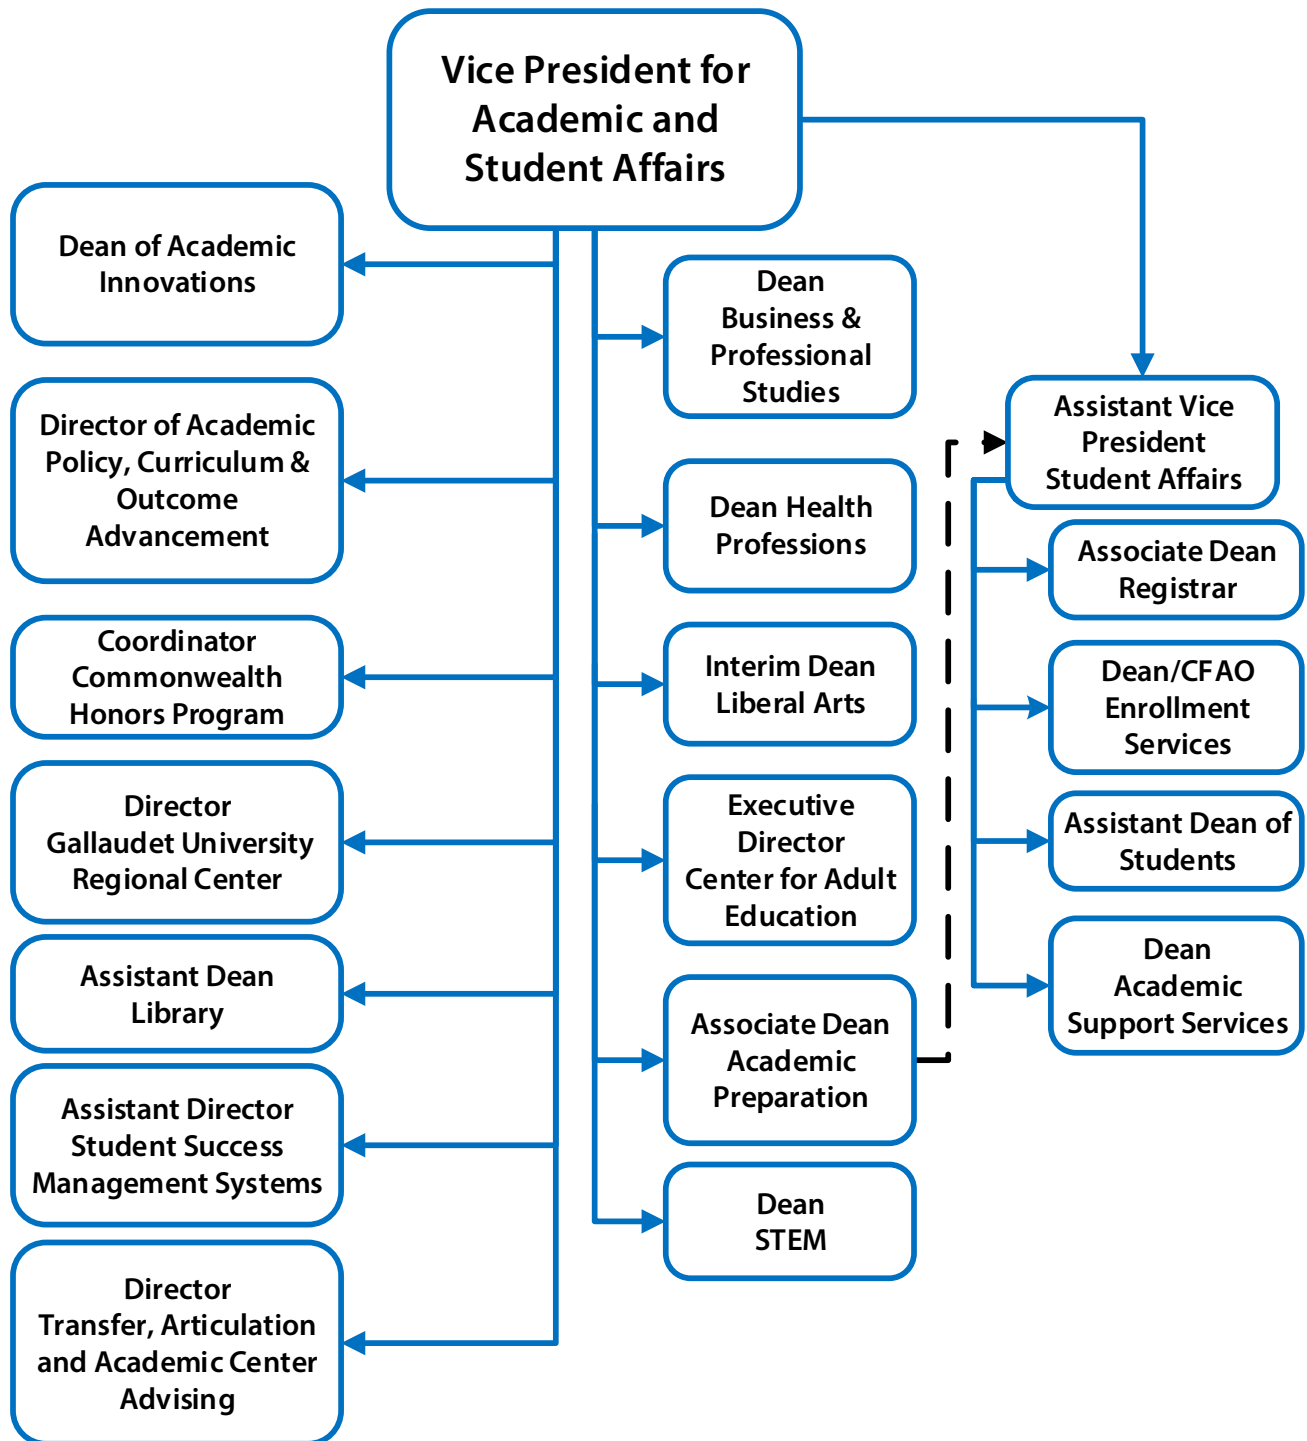 Vice President for
Academic and
Student Affairs
Dean of Academic
Innovations
Director of Academic
Policy, Curriculum &
Outcome
Advancement
Coordinator
Commonwealth
Honors Program
Director
Gallaudet University
Regional Center
Assistant Dean
Library
Assistant Director
Student Success
Management Systems
Director
Transfer, Articulation
and Academic Center
Advising
Dean
Business &
Professional
Studies
Dean Health
Professions
Interim Dean
Liberal Arts
Executive
Director
Center for Adult
Education
Associate Dean
Academic
Preparation
Dean
STEM
Assistant Vice
President
Student Affairs
Associate Dean
Registrar
Dean/CFAO
Enrollment
Services
Assistant Dean of
Students
Dean
Academic
Support Services